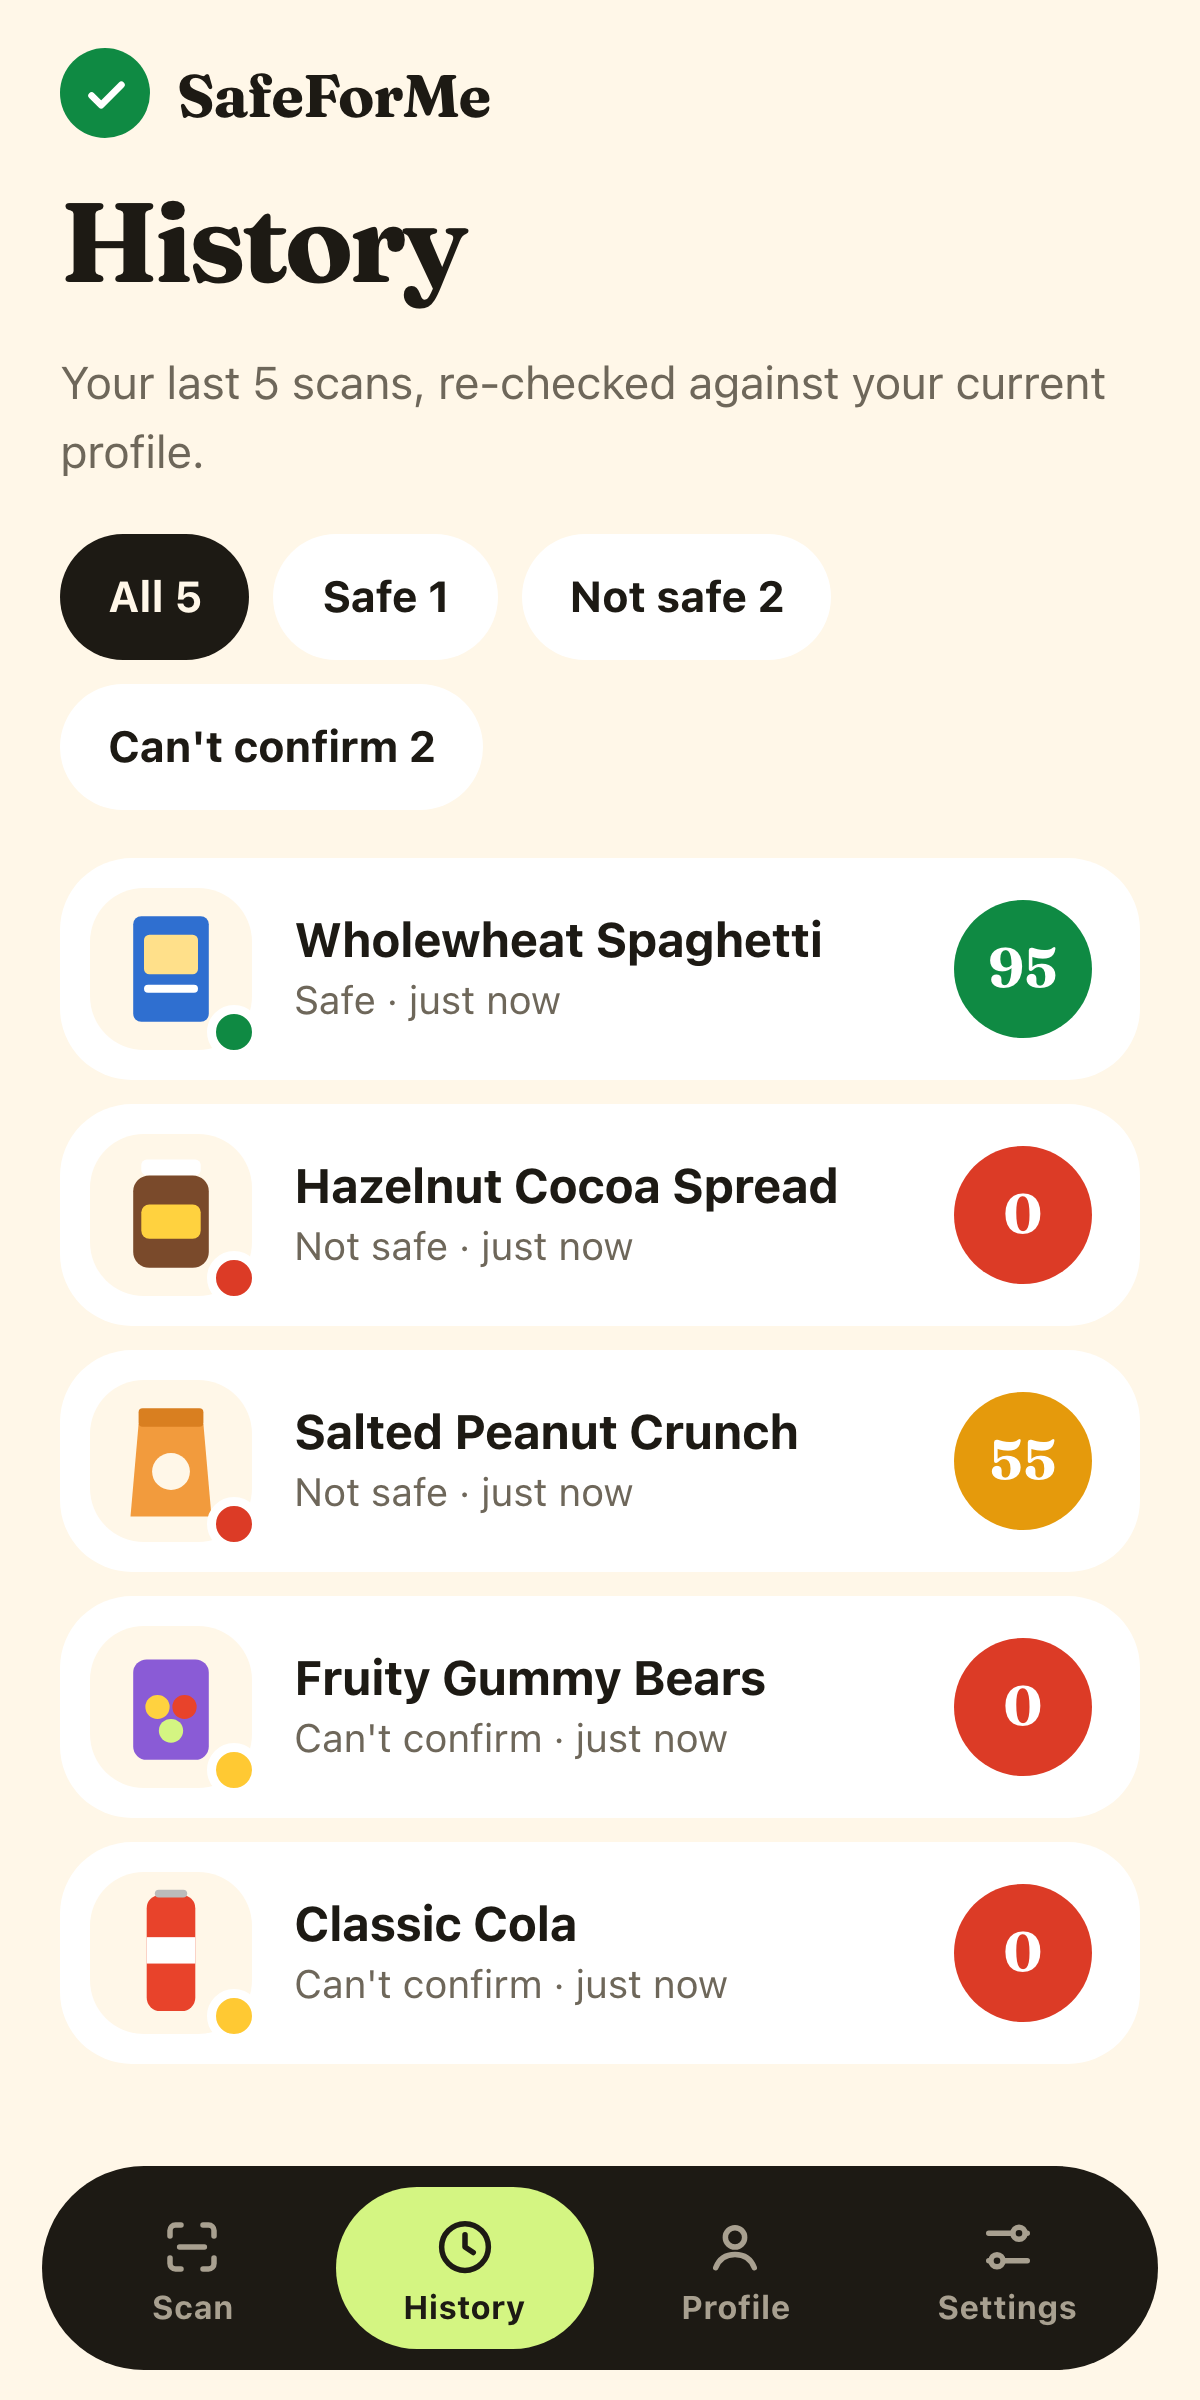 SafeForMe
History
Your last 5 scans, re-checked against your current
profile.
All 5
Safe 1
Not safe 2
Can't confirm 2
Wholewheat Spaghetti
Safe · just now
95
Hazelnut Cocoa Spread
Not safe · just now
0
Salted Peanut Crunch
Not safe · just now
55
Fruity Gummy Bears
Can't confirm · just now
0
Classic Cola
Can't confirm · just now
0
Scan
History
Profile
Settings